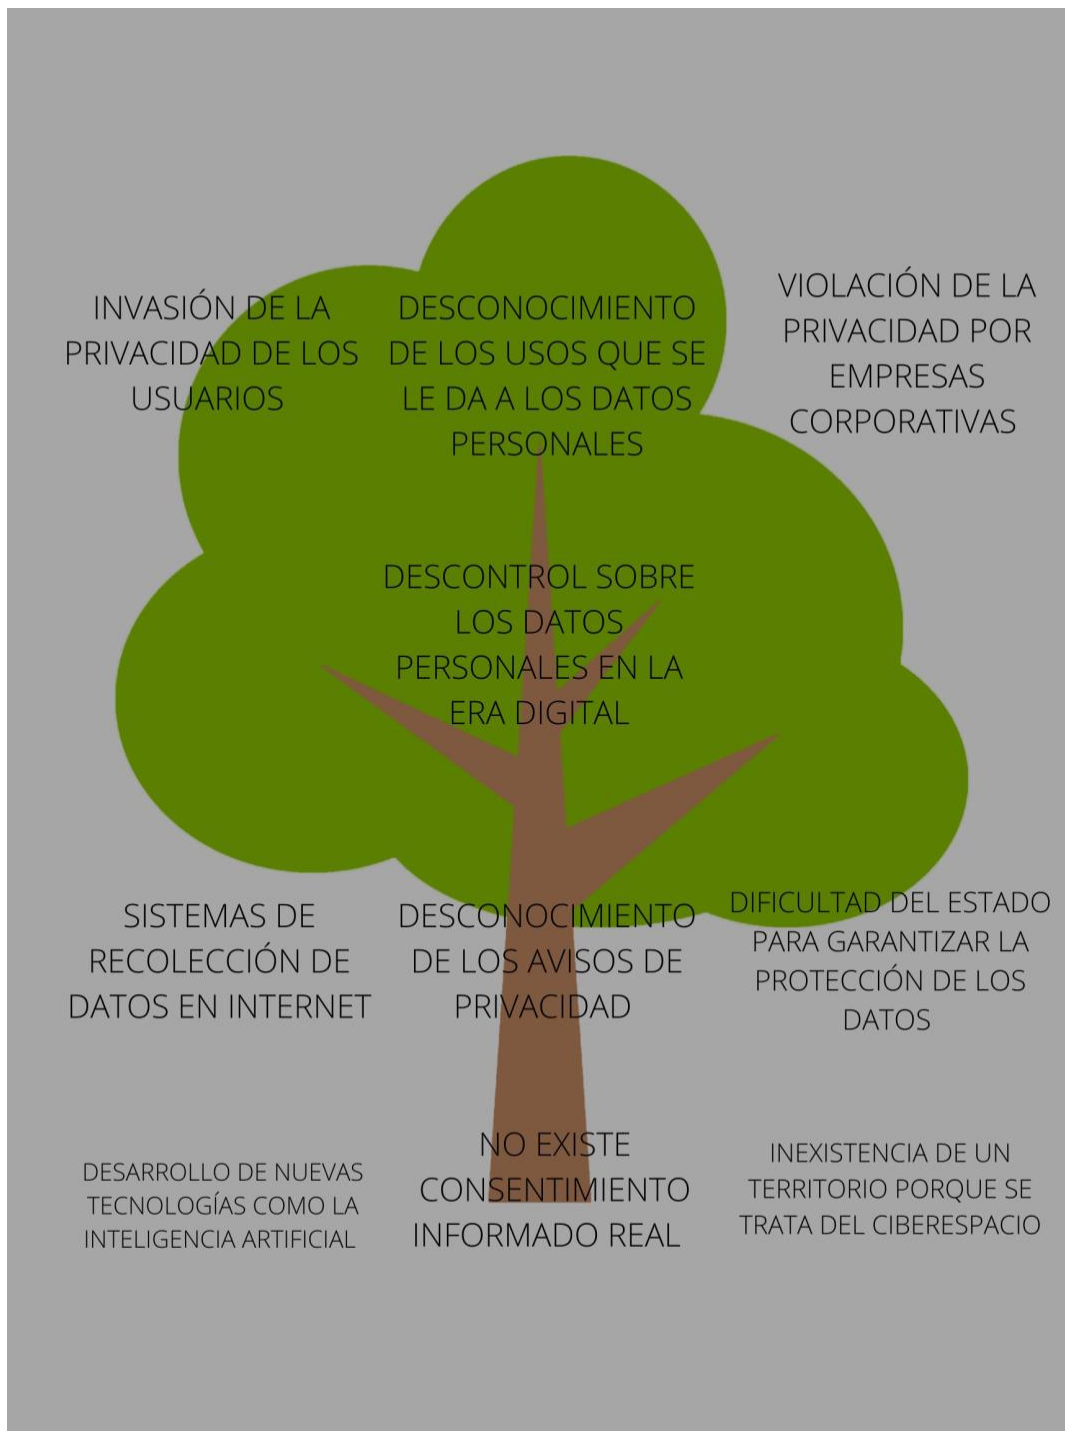 INVASIÓN DE LA
PRIVACIDAD DE LOS
USUARIOS
DESCONOCIMIENTO
DE LOS USOS QUE SE
LE DA A LOS DATOS
PERSONALES
VIOLACIÓN DE LA
PRIVACIDAD POR
EMPRESAS
CORPORATIVAS
DESCONTROL SOBRE
LOS DATOS
PERSONALES EN LA
ERA DIGITAL
SISTEMAS DE
RECOLECCIÓN DE
DATOS EN INTERNET
DESCONOCIMIENTO
DE LOS AVISOS DE
PRIVACIDAD
DIFICULTAD DEL ESTADO
PARA GARANTIZAR LA
PROTECCIÓN DE LOS
DATOS
DESARROLLO DE NUEVAS
TECNOLOGÍAS COMO LA
INTELIGENCIA ARTIFICIAL
NO EXISTE
CONSENTIMIENTO
INFORMADO REAL
INEXISTENCIA DE UN
TERRITORIO PORQUE SE
TRATA DEL CIBERESPACIO